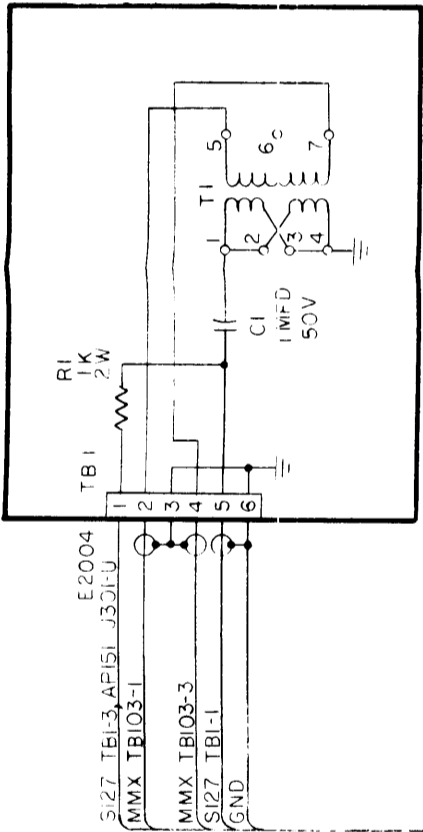 S127 TB1-3, AP151 J301-U
MMX TB103-1
MMX TB103-3
S127 TB1-1
GND
E2004
TB1
1
2
3
4
5
6
R1
1K
2W
C1
1MFD
50V
T1
1
2
3
4
5
6
7